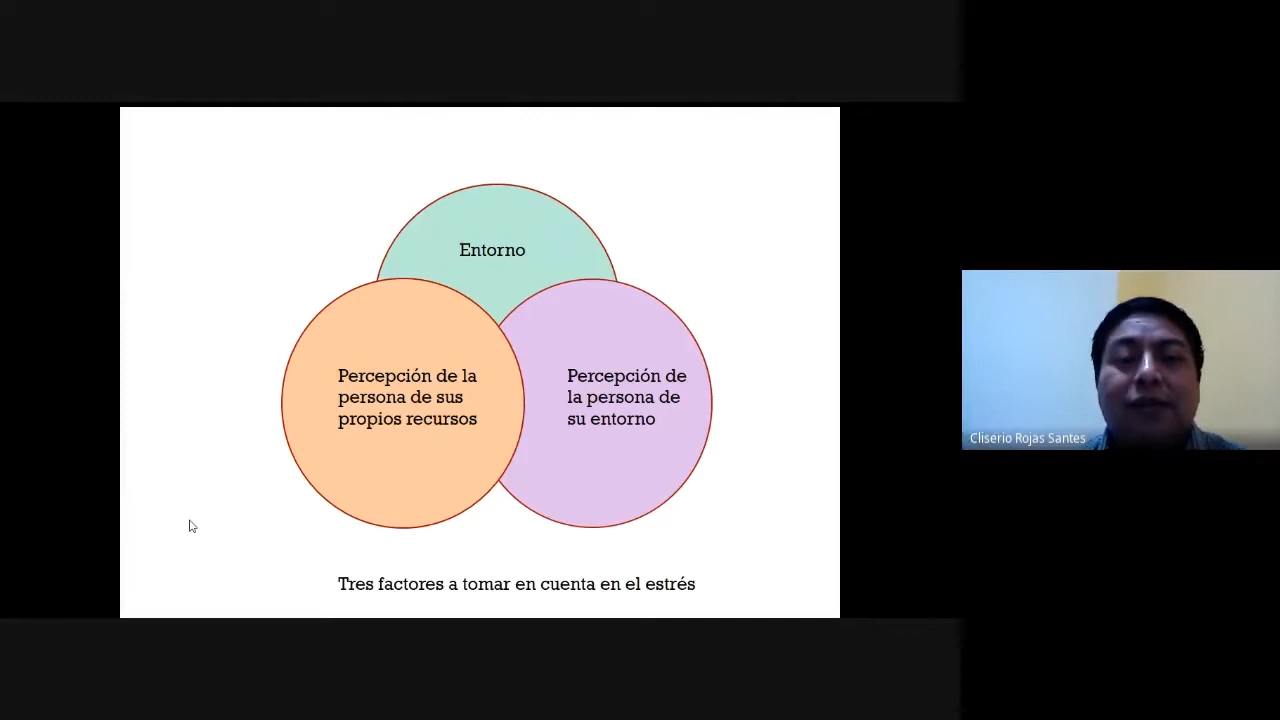 Entorno
Percepción de la
persona de sus
propios recursos
Percepción de
la persona de
su entorno
Tres factores a tomar en cuenta en el estrés
Cliserio Rojas Santes